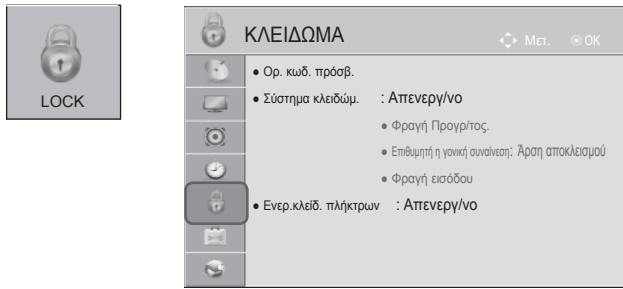 LOCK
ΚΛΕΙΔΩΜΑ
Μετ. OK
● Ορ. κωδ. πρόσβ.
● Σύστημα κλειδώμ. : Απενεργ/νο
● Φραγή Προγρ/τος.
● Επιθυμητή η γονική συναίνεση: Άρση αποκλεισμού
● Φραγή εισόδου
● Ενερ.κλείδ. πλήκτρων : Απενεργ/νο